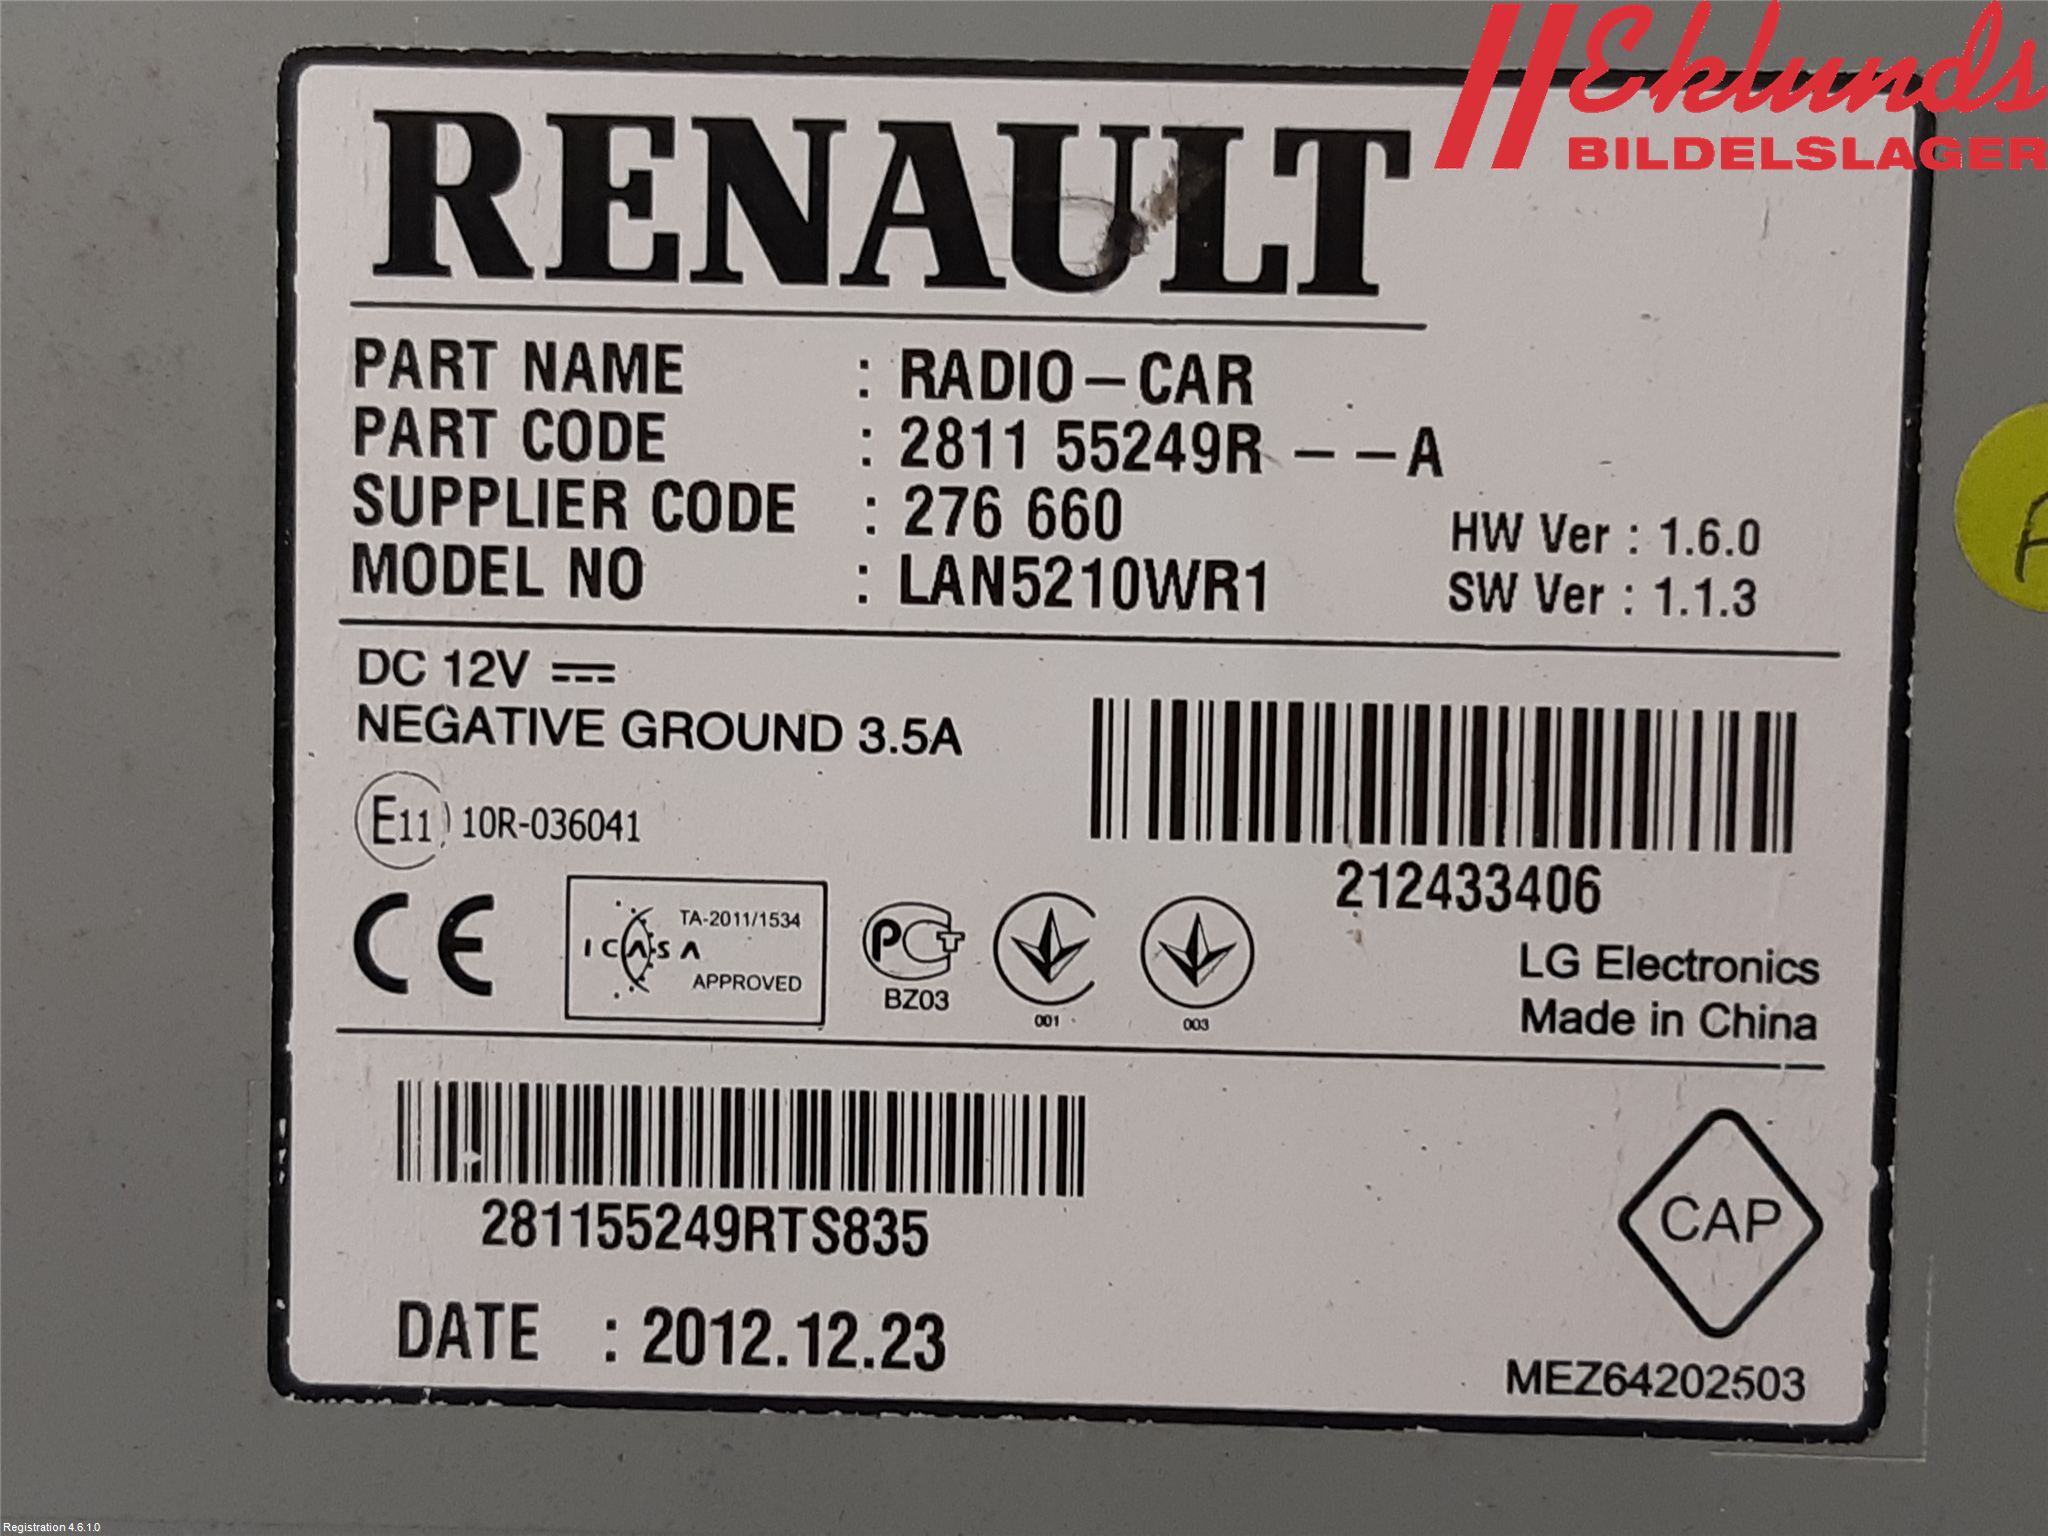 Eklunds
BILDELSLAGER
RENAULT
PART NAME : RADIO-CAR
PART CODE : 2811 55249R --A
SUPPLIER CODE : 276 660
MODEL NO : LAN5210WR1
HW Ver : 1.6.0
SW Ver : 1.1.3
DC 12V
NEGATIVE GROUND 3.5A
E11 10R-036041
212433406
LG Electronics
Made in China
CE
TA-2011/1534
ICASA
APPROVED
PCT
BZ03
001
003
281155249RTS835
DATE : 2012.12.23
CAP
MEZ64202503
Registration 4.6.1.0